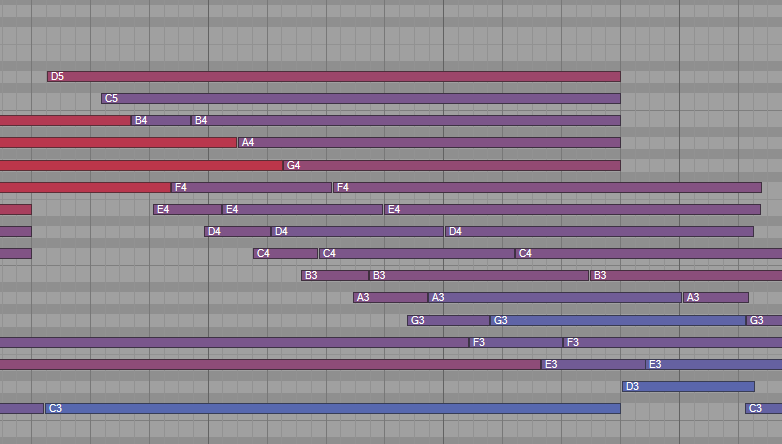 D5
C5
B4 B4
A4
G4
F4 F4
E4 E4 E4
D4 D4 D4
C4 C4 C4
B3 B3 B3
A3 A3 A3
G3 G3 G3
F3 F3
E3 E3
D3
C3 C3